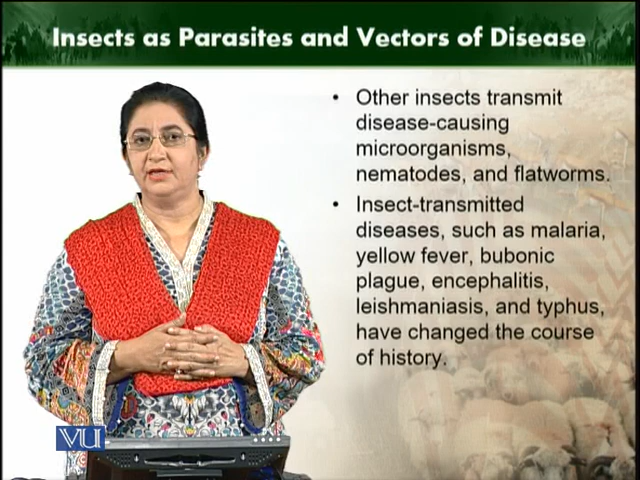 Insects as Parasites and Vectors of Disease
• Other insects transmit
disease-causing
microorganisms,
nematodes, and flatworms.
• Insect-transmitted
diseases, such as malaria,
yellow fever, bubonic
plague, encephalitis,
leishmaniasis, and typhus,
have changed the course
of history.
VU